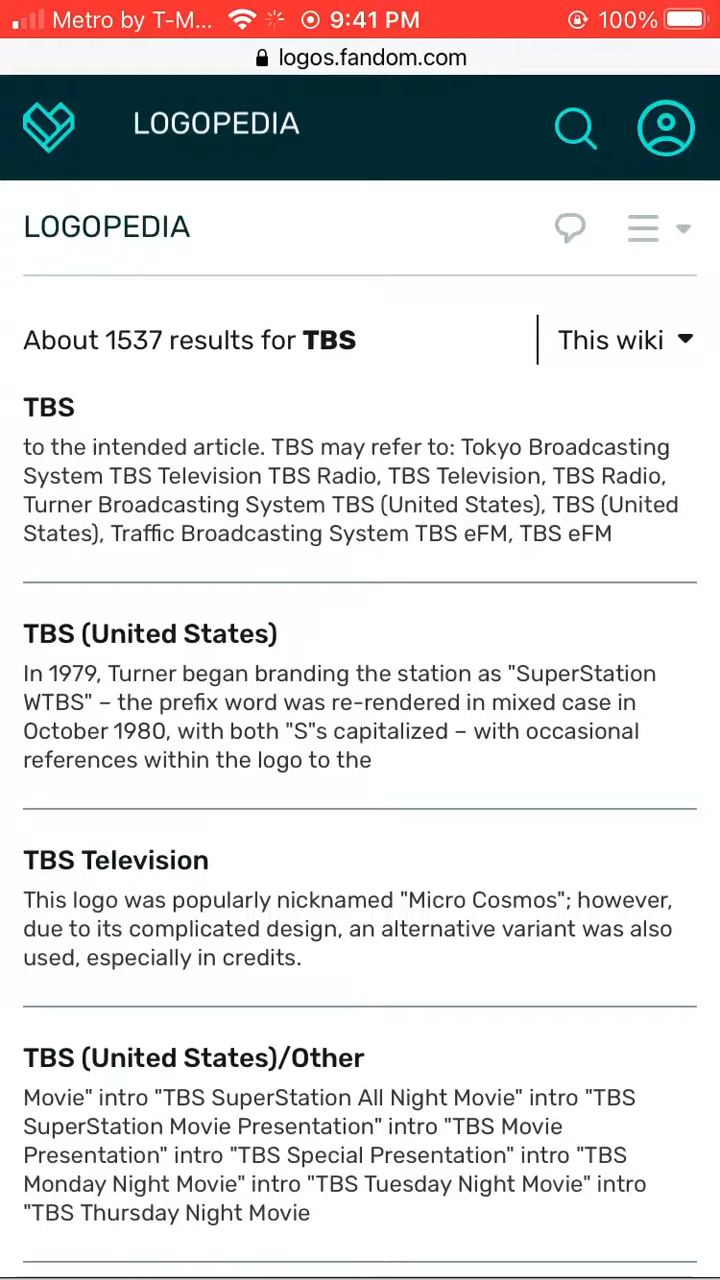 Metro by T-M... 9:41 PM 100%
logos.fandom.com
LOGOPEDIA
LOGOPEDIA
About 1537 results for TBS This wiki
TBS
to the intended article. TBS may refer to: Tokyo Broadcasting
System TBS Television TBS Radio, TBS Television, TBS Radio,
Turner Broadcasting System TBS (United States), TBS (United
States), Traffic Broadcasting System TBS eFM, TBS eFM
TBS (United States)
In 1979, Turner began branding the station as "SuperStation
WTBS" – the prefix word was re-rendered in mixed case in
October 1980, with both "S"s capitalized – with occasional
references within the logo to the
TBS Television
This logo was popularly nicknamed "Micro Cosmos"; however,
due to its complicated design, an alternative variant was also
used, especially in credits.
TBS (United States)/Other
Movie" intro "TBS SuperStation All Night Movie" intro "TBS
SuperStation Movie Presentation" intro "TBS Movie
Presentation" intro "TBS Special Presentation" intro "TBS
Monday Night Movie" intro "TBS Tuesday Night Movie" intro
"TBS Thursday Night Movie